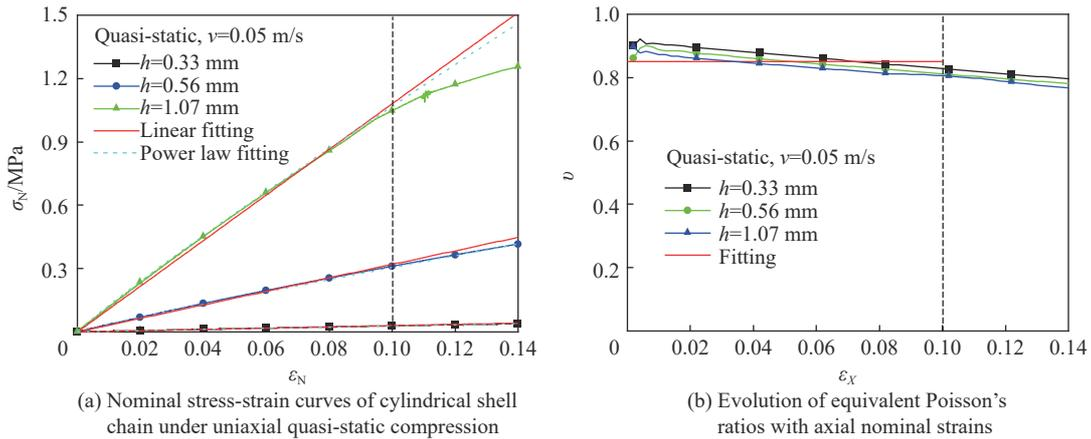 1.5
1.2
0.9
0.6
0.3
0
σN/MPa
Quasi-static, v=0.05 m/s
h=0.33 mm
h=0.56 mm
h=1.07 mm
Linear fitting
Power law fitting
0.02 0.04 0.06 0.08 0.10 0.12 0.14
εN
(a) Nominal stress-strain curves of cylindrical shell
chain under uniaxial quasi-static compression
1.0
0.8
0.6
0.4
0.2
0
υ
Quasi-static, v=0.05 m/s
h=0.33 mm
h=0.56 mm
h=1.07 mm
Fitting
0.02 0.04 0.06 0.08 0.10 0.12 0.14
εX
(b) Evolution of equivalent Poisson's
ratios with axial nominal strains